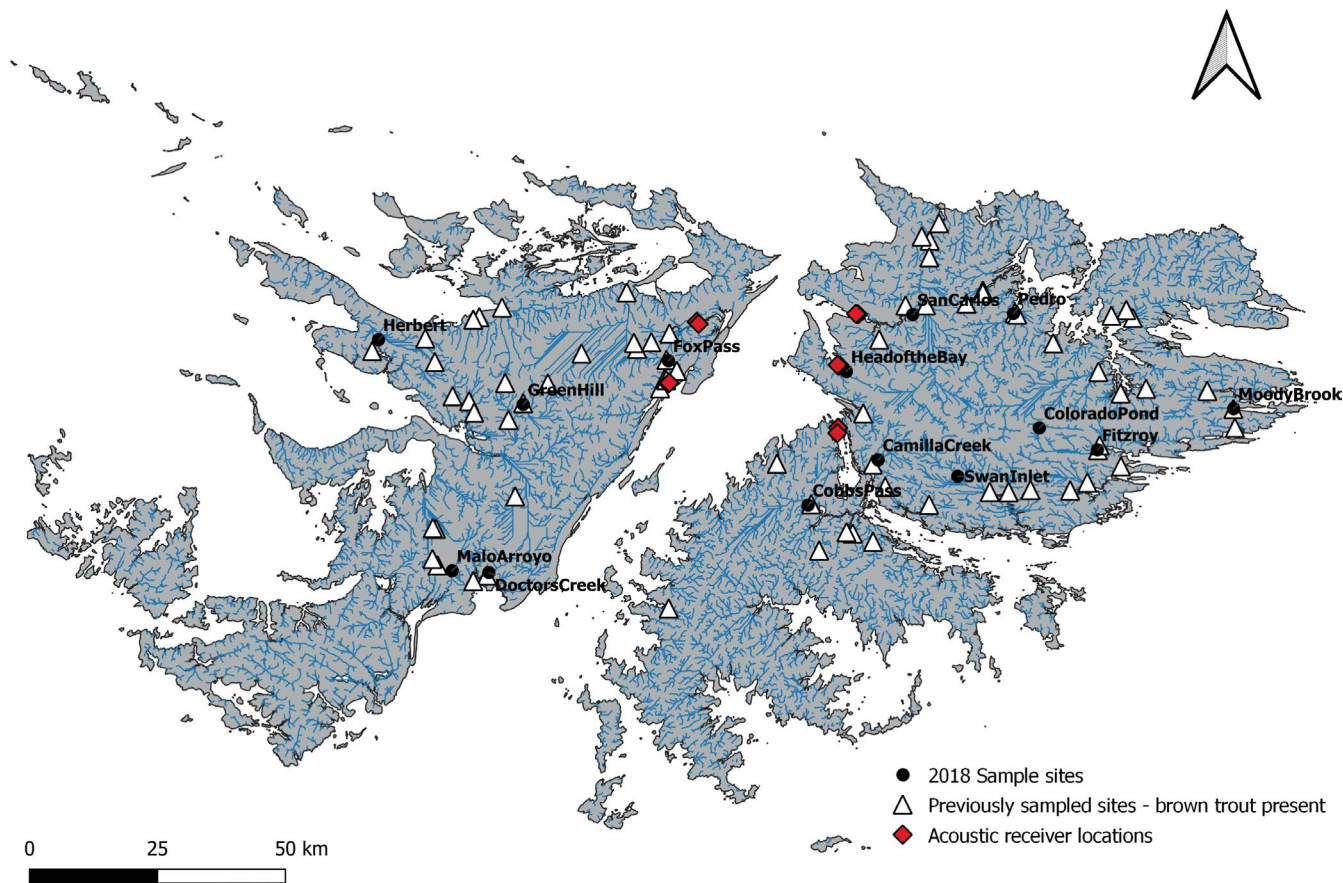 SanCarlos
Pedro
Herbert
FoxPass
HeadoftheBay
GreenHill
MoodyBrook
ColoradoPond
Fitzroy
CamillaCreek
SwanInlet
CobbsPass
MaloArroyo
DoctorsCreek
2018 Sample sites
Previously sampled sites - brown trout present
Acoustic receiver locations
0 25 50 km